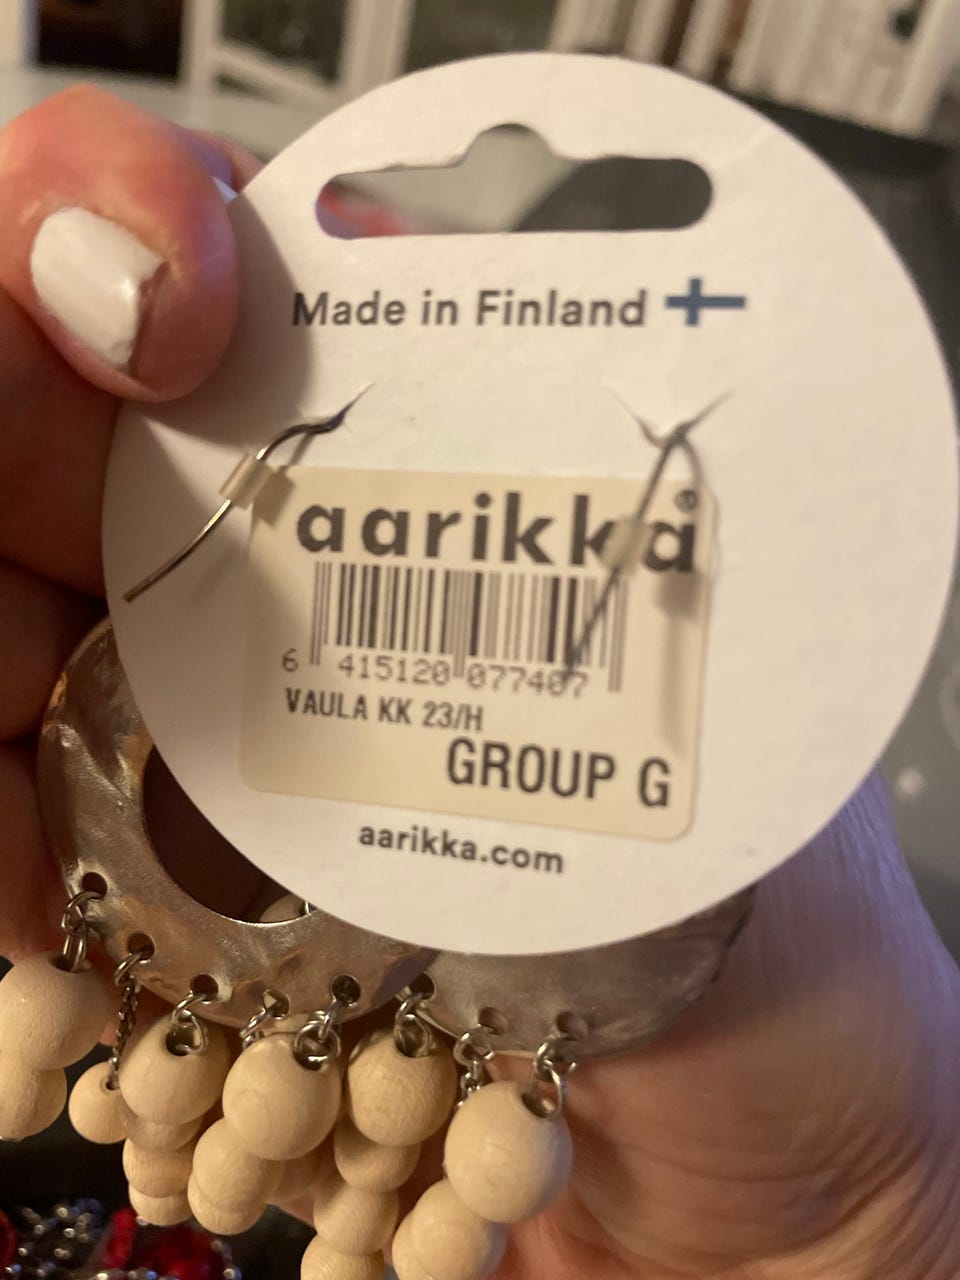 Made in Finland
aarikka®
6 415120 077407
VAULA KK 23/H
GROUP G
aarikka.com